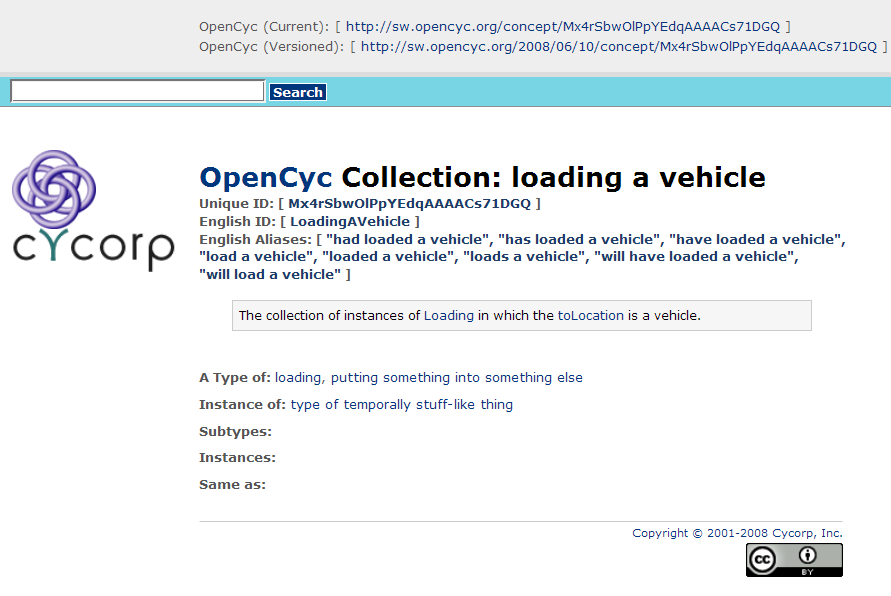 OpenCyc (Current): [ http://sw.opencyc.org/concept/Mx4rSbwOlPpYEdqAAAACs71DGQ ]
OpenCyc (Versioned): [ http://sw.opencyc.org/2008/06/10/concept/Mx4rSbwOlPpYEdqAAAACs71DGQ ]
Search
cycorp
OpenCyc Collection: loading a vehicle
Unique ID: [ Mx4rSbwOlPpYEdqAAAACs71DGQ ]
English ID: [ LoadingAVehicle ]
English Aliases: [ "had loaded a vehicle", "has loaded a vehicle", "have loaded a vehicle",
"load a vehicle", "loaded a vehicle", "loads a vehicle", "will have loaded a vehicle",
"will load a vehicle" ]
The collection of instances of Loading in which the toLocation is a vehicle.
A Type of: loading, putting something into something else
Instance of: type of temporally stuff-like thing
Subtypes:
Instances:
Same as:
Copyright © 2001-2008 Cycorp, Inc.
cc BY